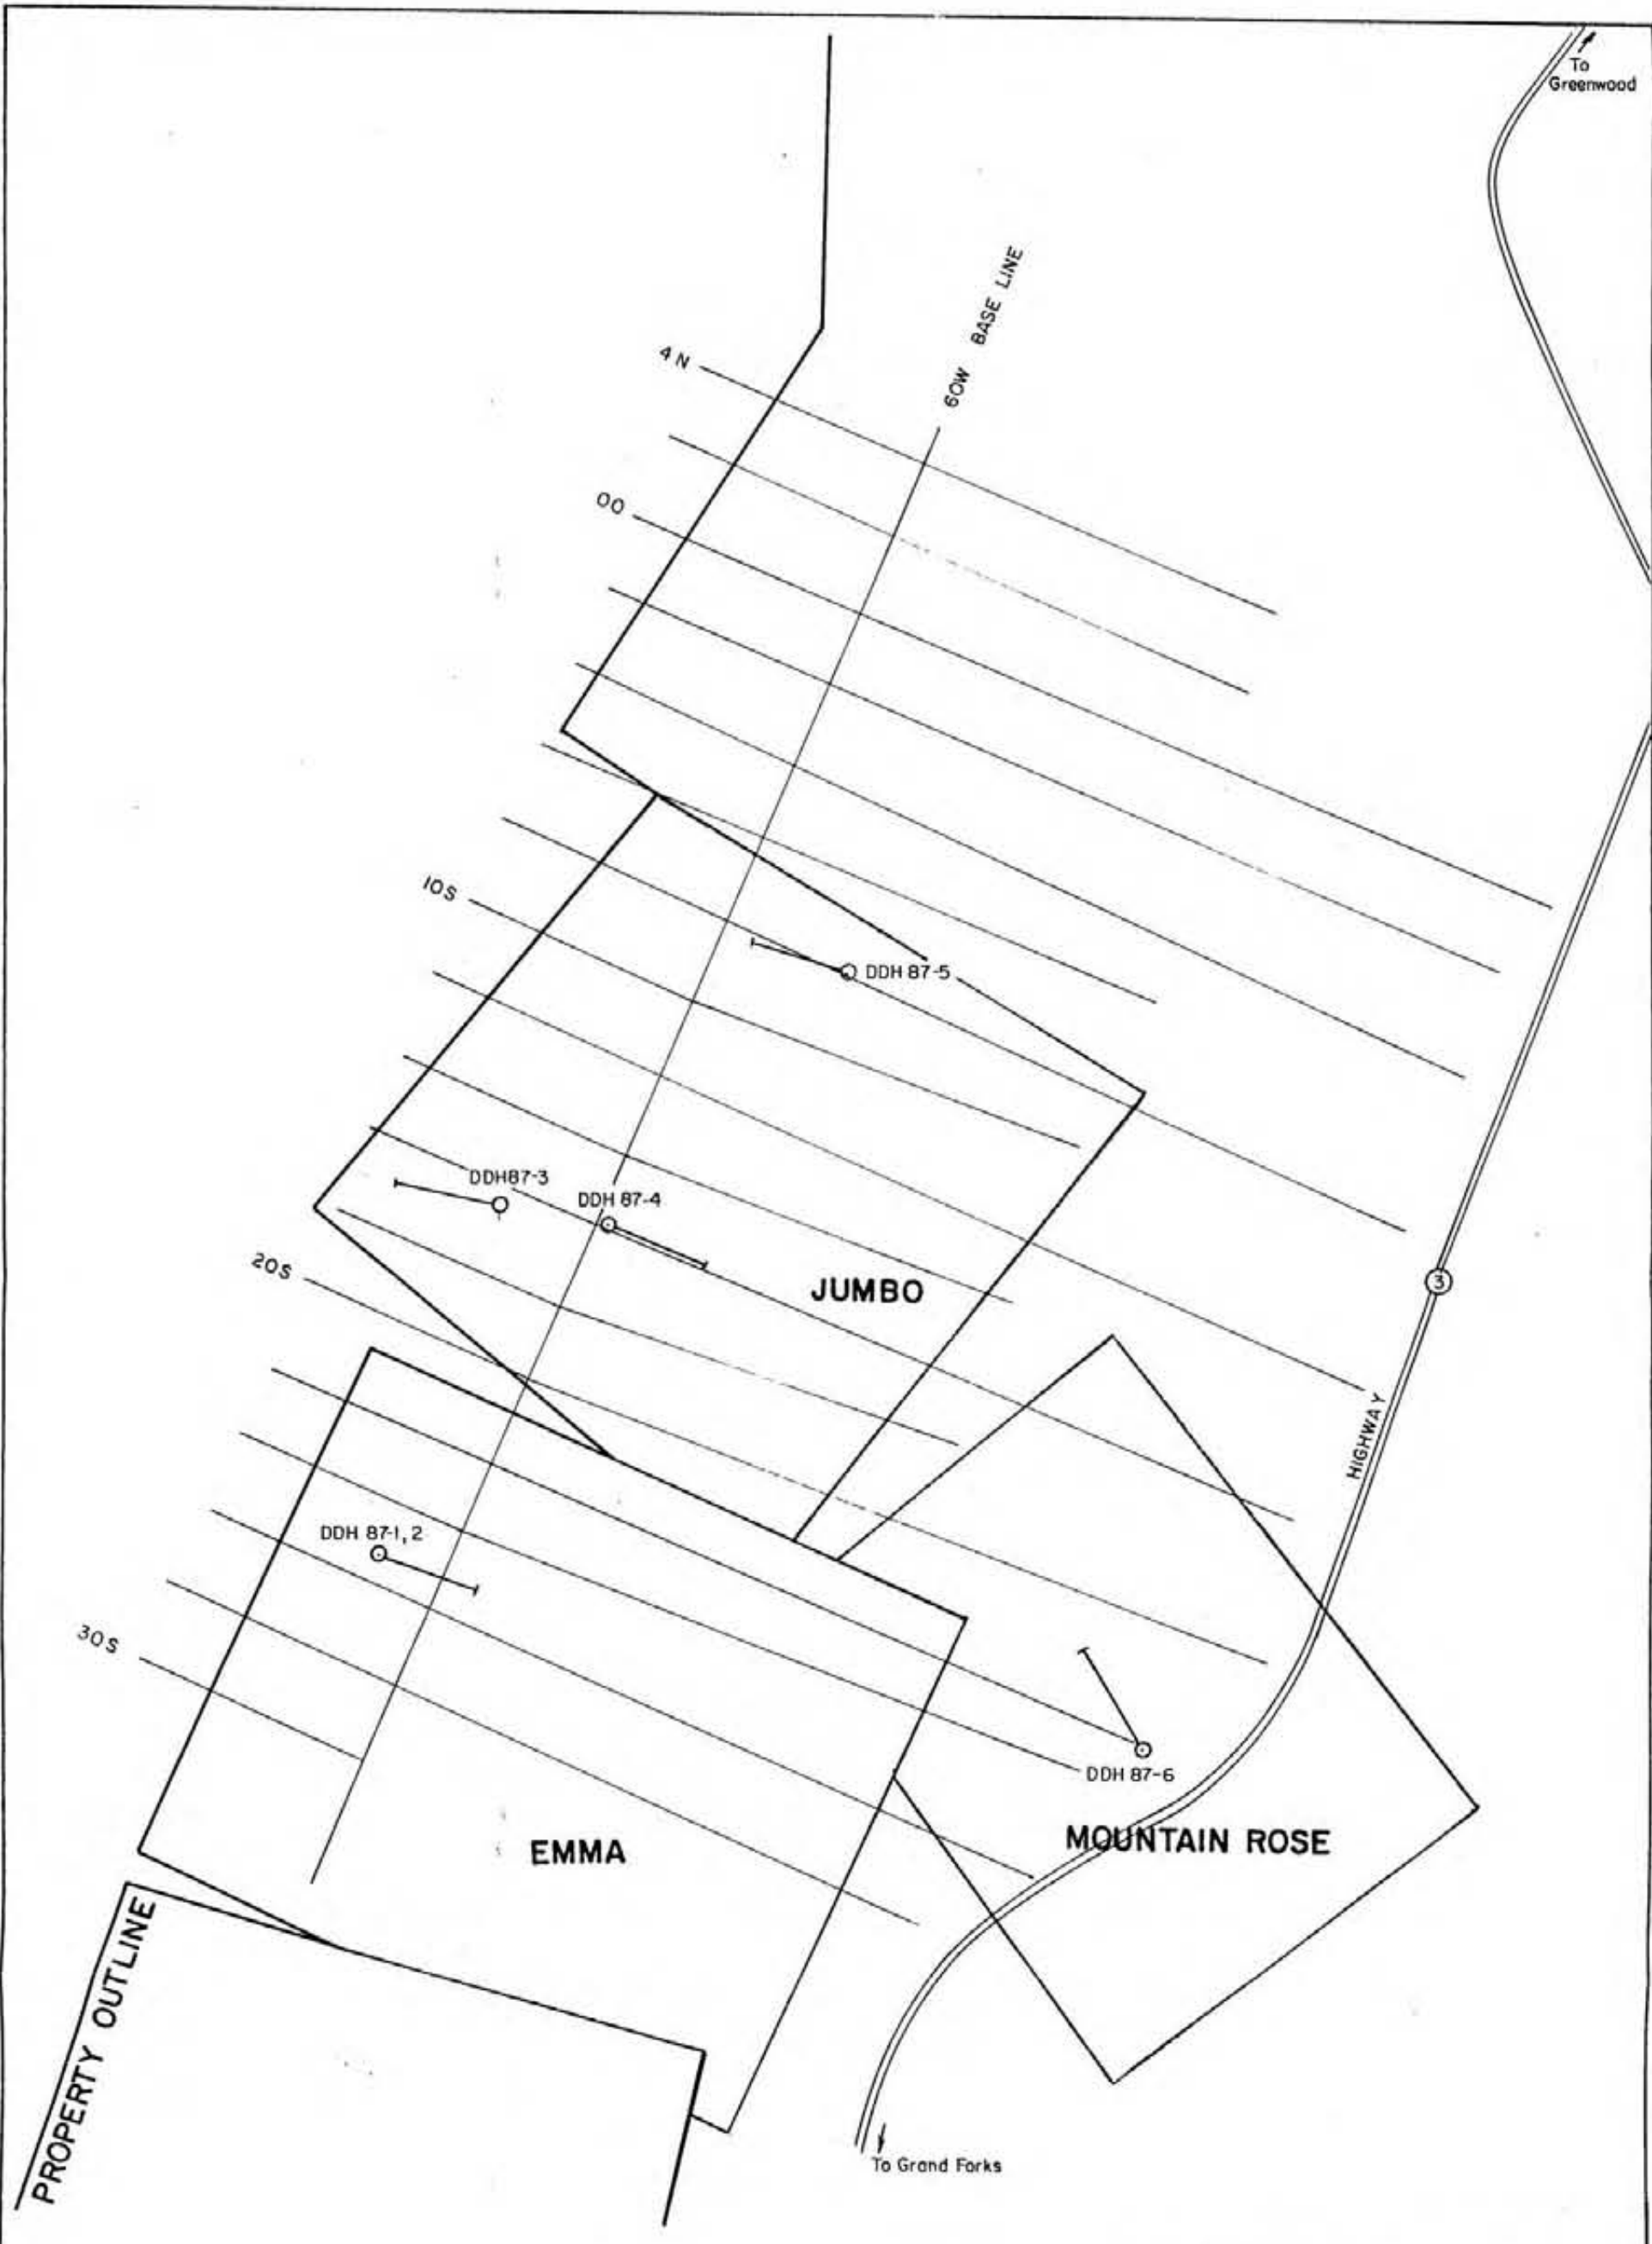 To
Greenwood
60W BASE LINE
4 N
00
10S
DDH 87-5
DDH87-3
DDH 87-4
20S
JUMBO
3
HIGHWAY
DDH 87-1, 2
30S
DDH 87-6
MOUNTAIN ROSE
EMMA
PROPERTY OUTLINE
To Grand Forks